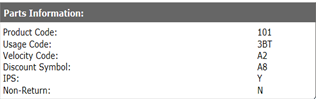 Parts Information:
Product Code: 101
Usage Code: 3BT
Velocity Code: A2
Discount Symbol: A8
IPS: Y
Non-Return: N